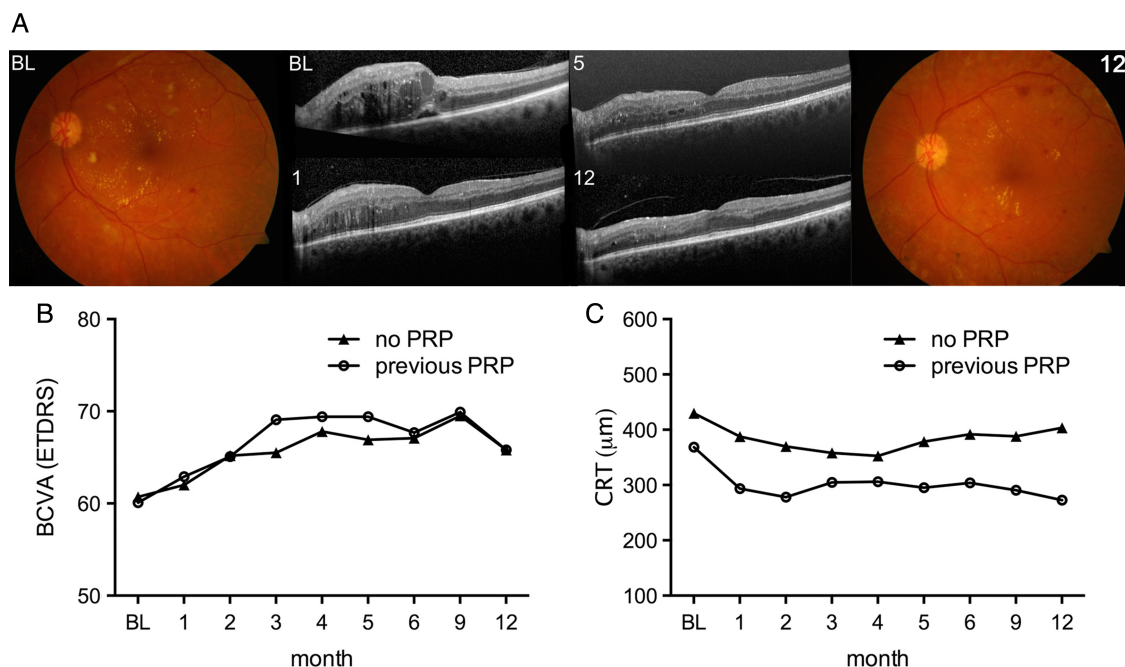 A
BL
BL
5
12
1
12
B
80
70
60
50
BCVA (ETDRS)
no PRP
previous PRP
BL 1 2 3 4 5 6 9 12
month
C
600
500
400
300
200
100
CRT (μm)
no PRP
previous PRP
BL 1 2 3 4 5 6 9 12
month